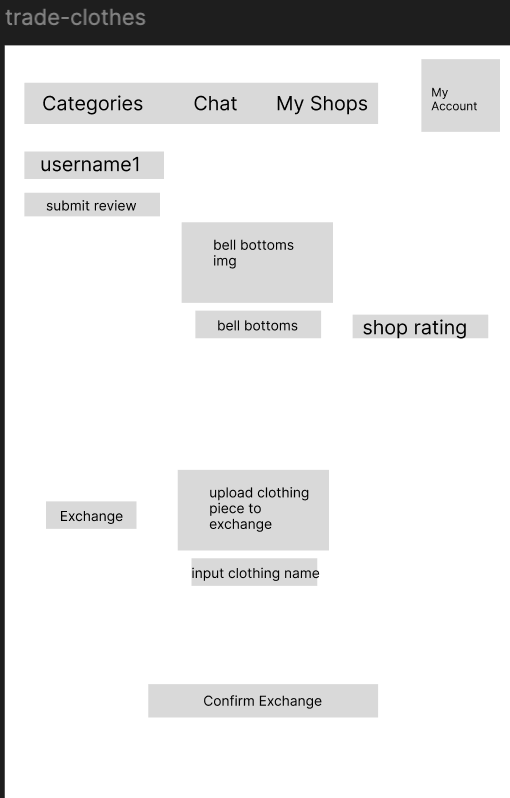 trade-clothes
Categories Chat My Shops
My
Account
username1
submit review
bell bottoms
img
bell bottoms
shop rating
upload clothing
piece to
exchange
Exchange
input clothing name
Confirm Exchange